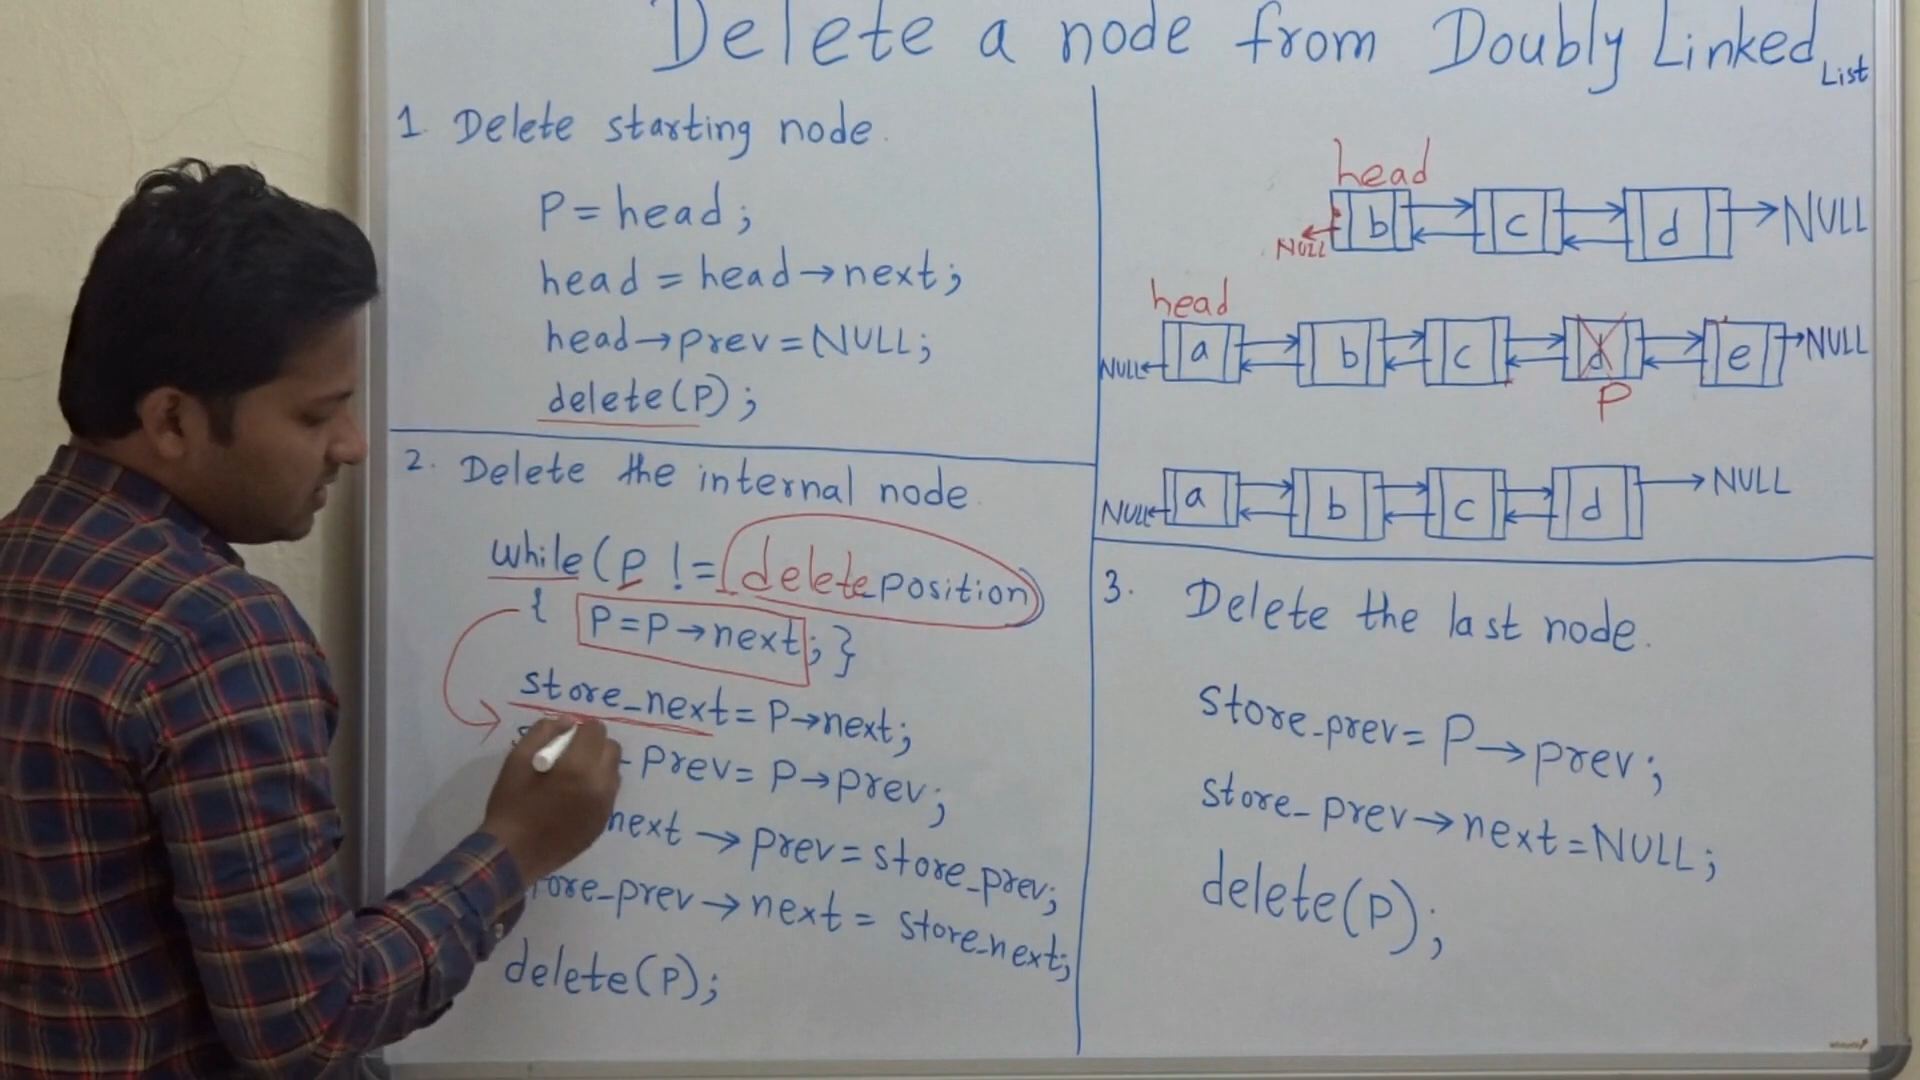 Delete a node from Doubly Linked List
1. Delete starting node.
P = head;
head = head→next;
head→prev = NULL;
delete(P);
2. Delete the internal node.
while(P != deleteposition)
{ P=P→next; }
store_next = P→next;
prev = P→prev;
next → prev = store_prev;
store_prev → next = store_next;
delete(P);
head
NULL b c d NULL
head
NULL a b c d e NULL
P
NULL a b c d NULL
3. Delete the last node.
store_prev = P→prev;
store_prev→next = NULL;
delete(P);